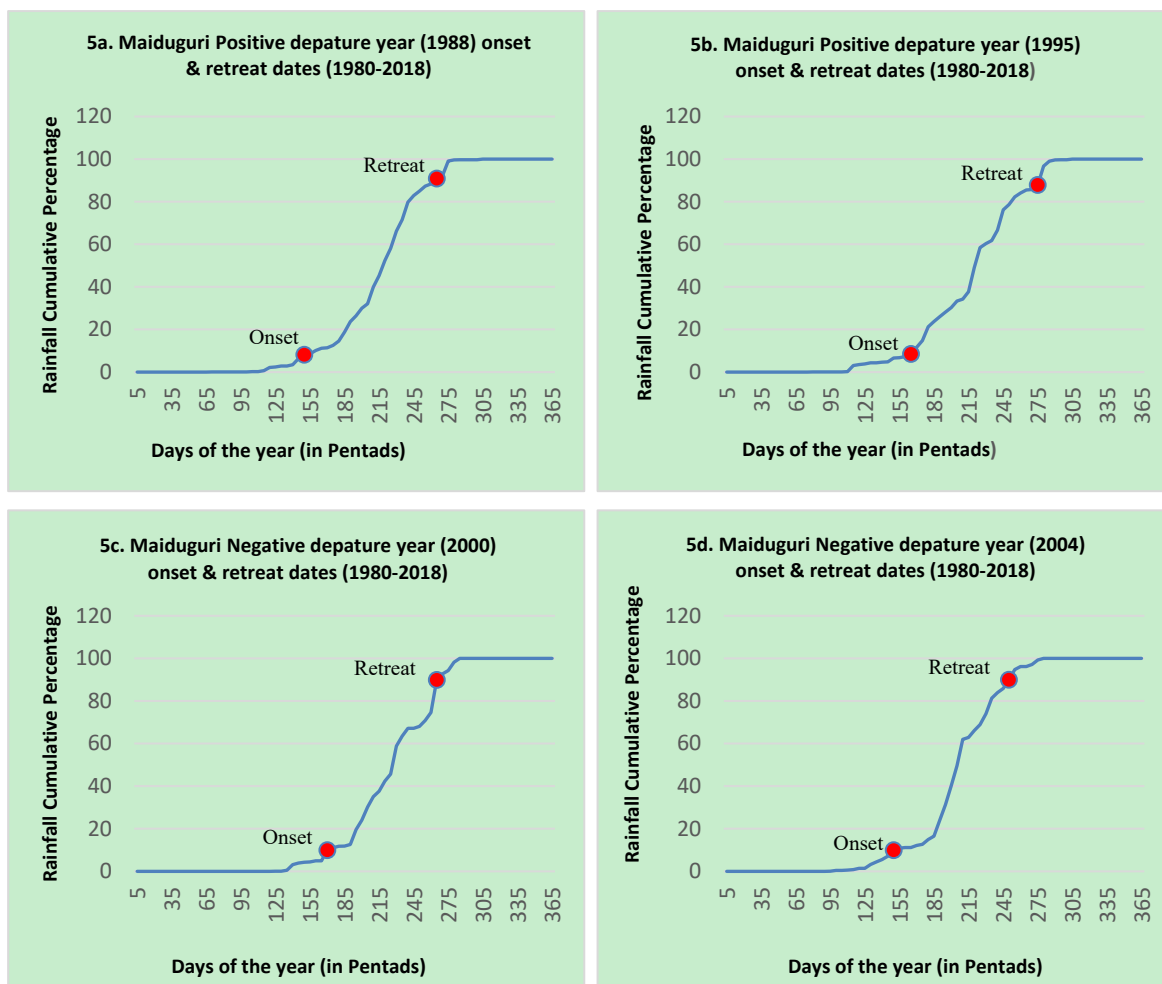 5a. Maiduguri Positive depature year (1988) onset
& retreat dates (1980-2018)
Rainfall Cumulative Percentage
120
100
80
60
40
20
0
Retreat
Onset
5 35 65 95 125 155 185 215 245 275 305 335 365
Days of the year (in Pentads)
5b. Maiduguri Positive depature year (1995)
onset & retreat dates (1980-2018)
Rainfall Cumulative Percentage
120
100
80
60
40
20
0
Retreat
Onset
5 35 65 95 125 155 185 215 245 275 305 335 365
Days of the year (in Pentads)
5c. Maiduguri Negative depature year (2000)
onset & retreat dates (1980-2018)
Rainfall Cumulative Percentage
120
100
80
60
40
20
0
Retreat
Onset
5 35 65 95 125 155 185 215 245 275 305 335 365
Days of the year (in Pentads)
5d. Maiduguri Negative depature year (2004)
onset & retreat dates (1980-2018)
Rainfall Cumulative Percentage
120
100
80
60
40
20
0
Retreat
Onset
5 35 65 95 125 155 185 215 245 275 305 335 365
Days of the year (in Pentads)